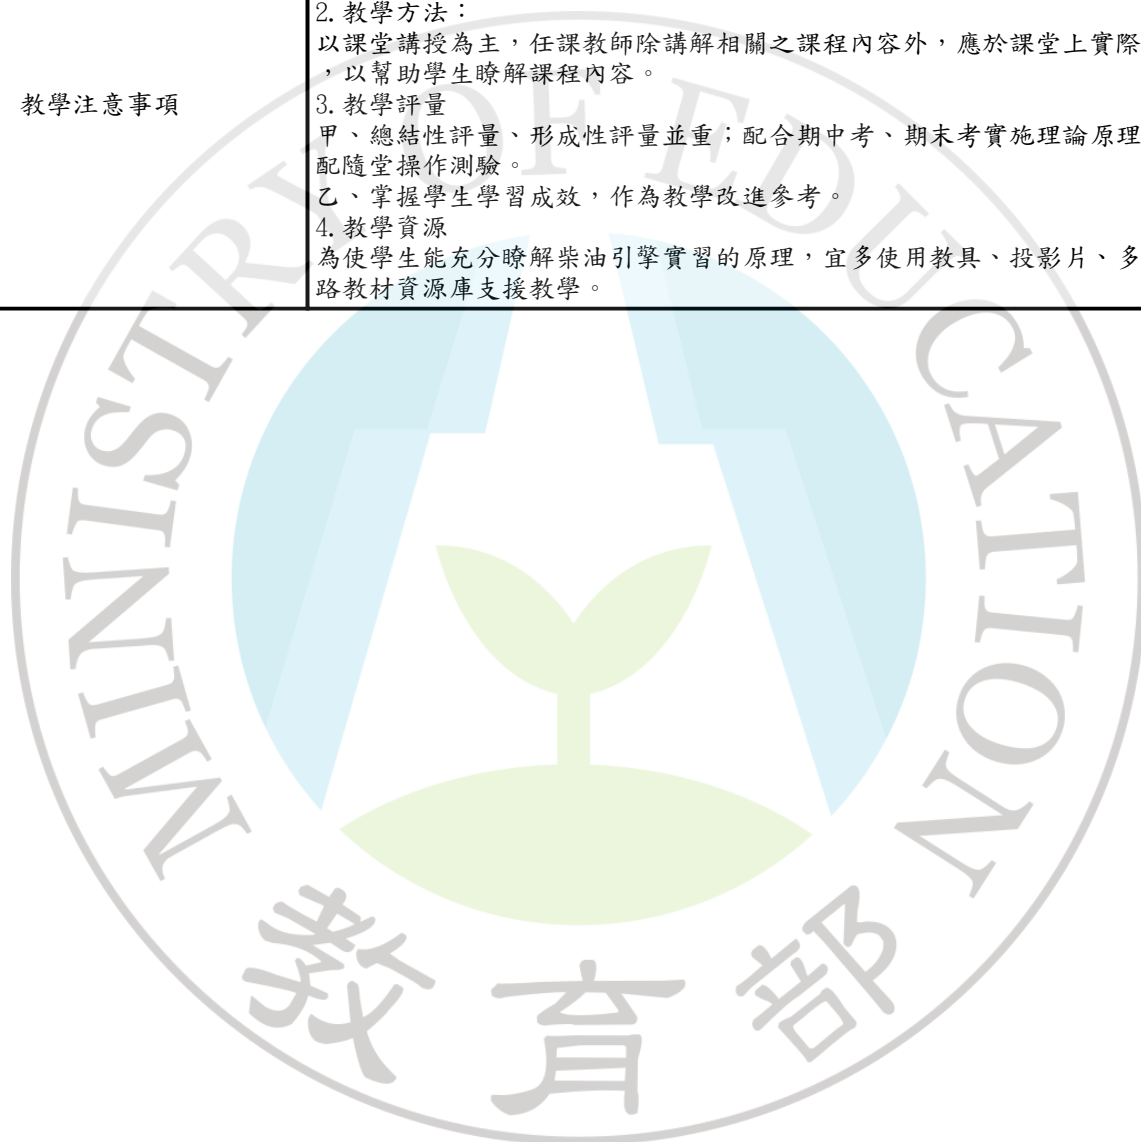 2.教學方法：
以課堂講授為主，任課教師除講解相關之課程內容外，應於課堂上實際
，以幫助學生瞭解課程內容。
教學注意事項
3.教學評量
甲、總結性評量、形成性評量並重；配合期中考、期末考實施理論原理
配隨堂操作測驗。
乙、掌握學生學習成效，作為教學改進參考。
4.教學資源
為使學生能充分瞭解柴油引擎實習的原理，宜多使用教具、投影片、多
路教材資源庫支援教學。
MINISTRY OF EDUCATION
教育部